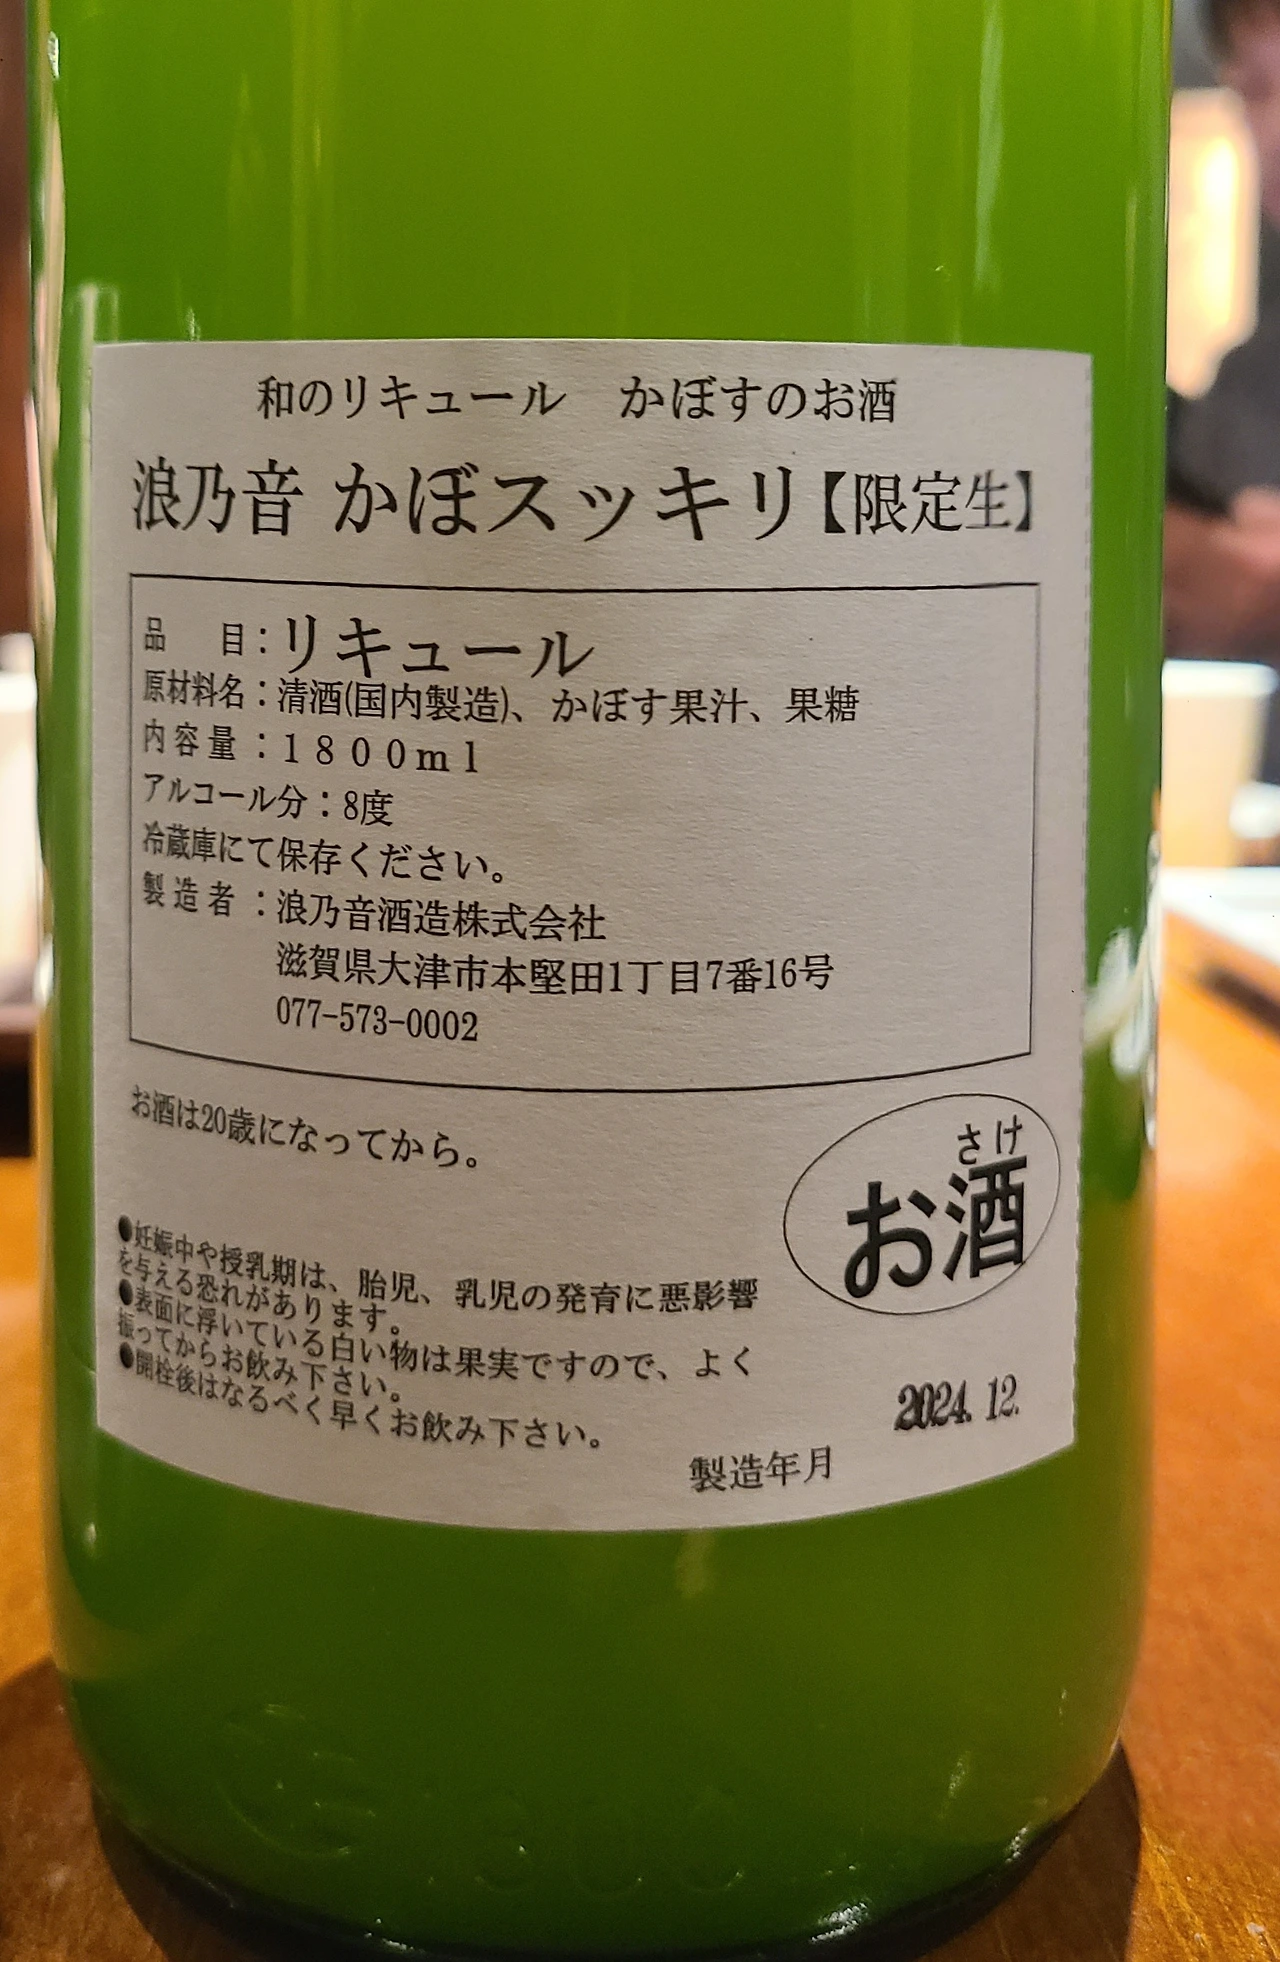 和のリキュール　かぼすのお酒
浪乃音 かぼスッキリ【限定生】
品　目：リキュール
原材料名：清酒(国内製造)、かぼす果汁、果糖
内容量：１８００ｍｌ
アルコール分：8度
冷蔵庫にて保存ください。
製造者：浪乃音酒造株式会社
滋賀県大津市本堅田1丁目7番16号
077-573-0002
お酒は20歳になってから。
さけ
お酒
●妊娠中や授乳期は、胎児、乳児の発育に悪影響
を与える恐れがあります。
●表面に浮いている白い物は果実ですので、よく
振ってからお飲み下さい。
●開栓後はなるべく早くお飲み下さい。
2024. 12.
製造年月